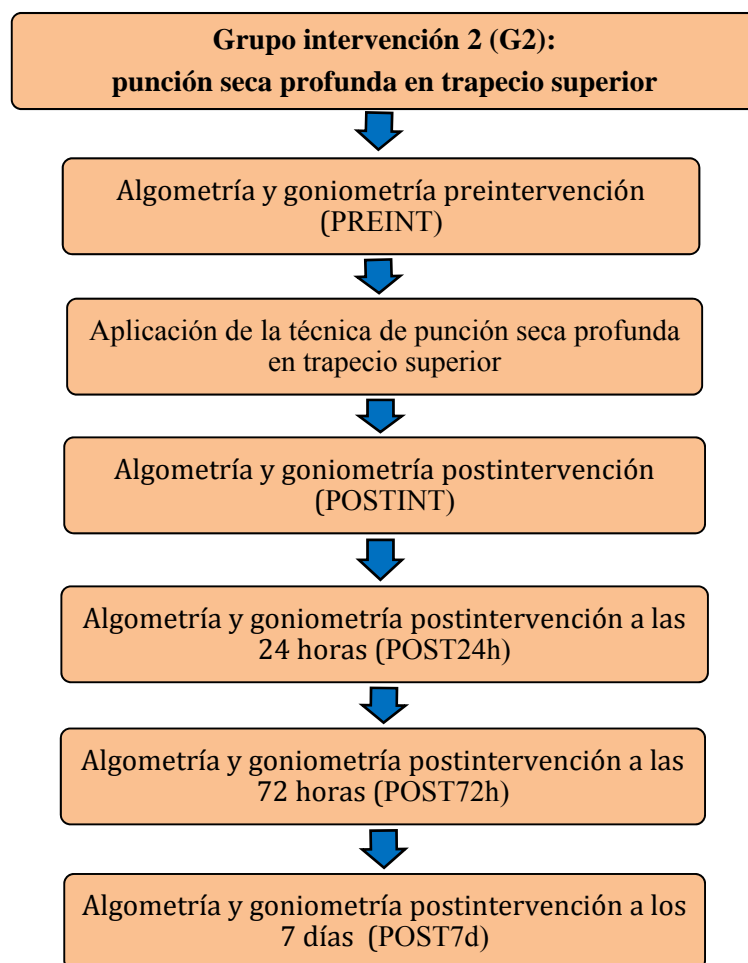 Grupo intervención 2 (G2):
punción seca profunda en trapecio superior
Algometría y goniometría preintervención
(PREINT)
Aplicación de la técnica de punción seca profunda
en trapecio superior
Algometría y goniometría postintervención
(POSTINT)
Algometría y goniometría postintervención a las
24 horas (POST24h)
Algometría y goniometría postintervención a las
72 horas (POST72h)
Algometría y goniometría postintervención a los
7 días (POST7d)